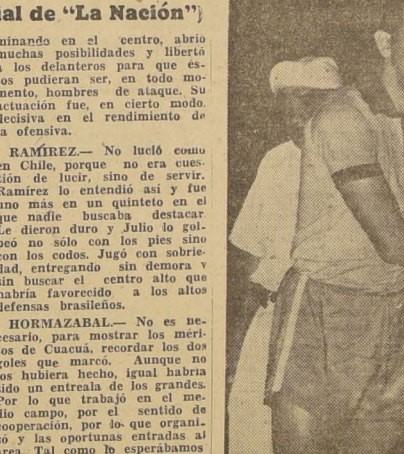 ial de “La Nación”)
minando en el centro, abrió
muchas posibilidades y libertó
a los delanteros para que és-
os pudieran ser, en todo mo-
mento, hombres de ataque. Su
actuación fue, en cierto modo,
decisiva en el rendimiento de
a ofensiva.
RAMÍREZ.— No lució como
en Chile, porque no era cues-
tión de lucir, sino de servir.
Ramírez lo entendió así y fue
uno más en un quinteto en el
que nadie buscaba destacar.
Le dieron duro y Julio lo gol-
peó no sólo con los pies sino
con los codos. Jugó con sobrie-
dad, entregando sin demora y
sin buscar el centro alto que
habría favorecido a los altos
defensas brasileños.
HORMAZABAL.— No es ne-
cesario, para mostrar los méri-
tos de Cuacuá, recordar los dos
goles que marcó. Aunque no
os hubiera hecho, igual habría
sido un entreala de los grandes.
Por lo que trabajó en el me-
dio campo, por el sentido de
cooperación, por lo que organi-
ó y las oportunas entradas al
área. Tal como lo esperábamos